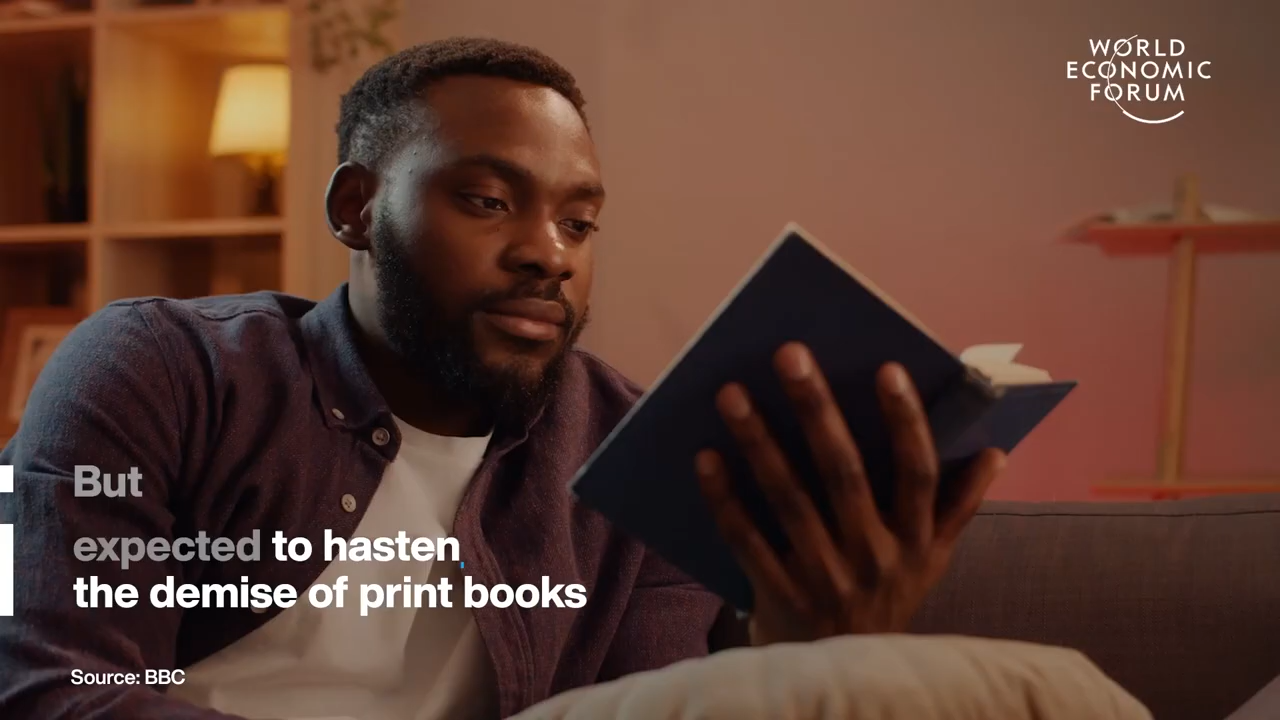 WORLD
ECONOMIC
FORUM
But
expected to hasten
the demise of print books
Source: BBC